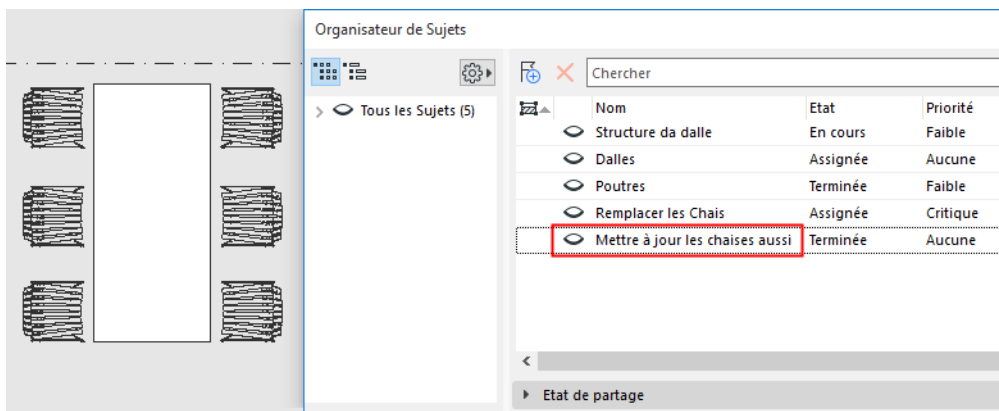 Organisateur de Sujets
Chercher
Tous les Sujets (5)
Nom Etat Priorité
Structure da dalle En cours Faible
Dalles Assignée Aucune
Poutres Terminée Faible
Remplacer les Chais Assignée Critique
Mettre à jour les chaises aussi Terminée Aucune
Etat de partage